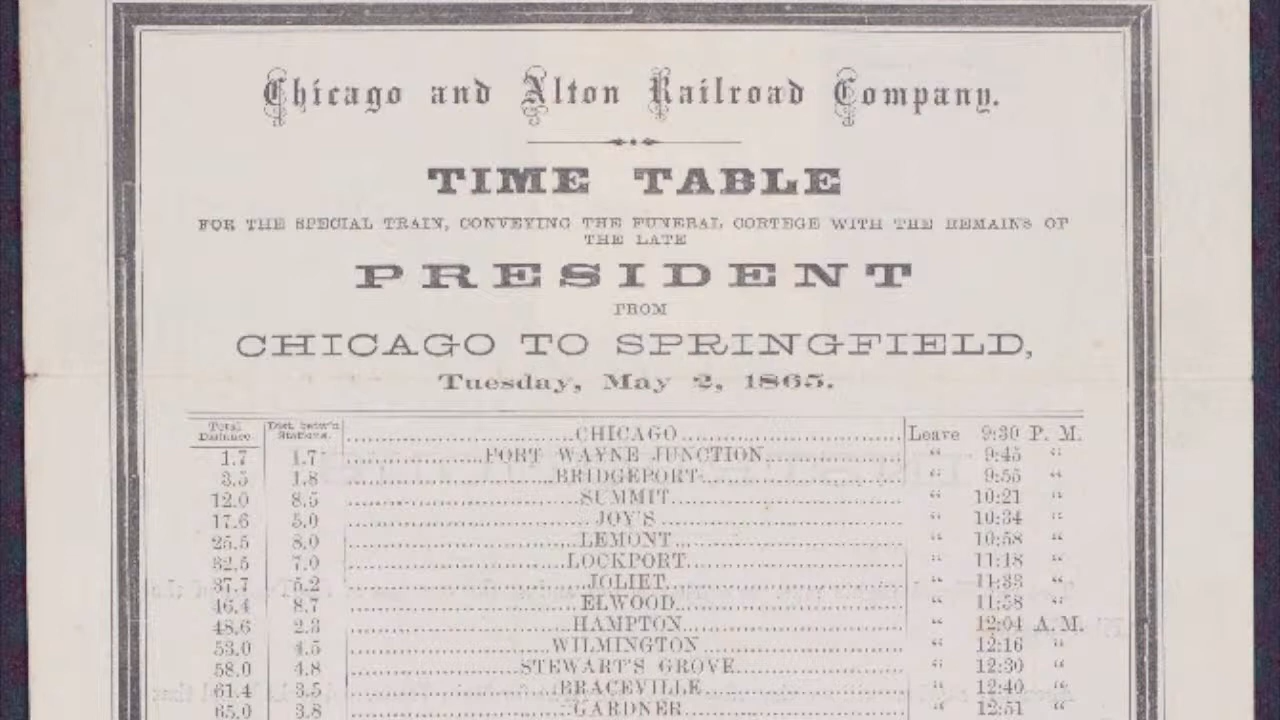 Chicago and Alton Railroad Company.
TIME TABLE
FOR THE SPECIAL TRAIN, CONVEYING THE FUNERAL CORTEGE WITH THE REMAINS OF
THE LATE
PRESIDENT
FROM
CHICAGO TO SPRINGFIELD,
Tuesday, May 2, 1865.
Total Distance. Dist. betw'n Stations. CHICAGO Leave 9:30 P. M.
1.7 1.7 FORT WAYNE JUNCTION " 9:45 "
3.5 1.8 BRIDGEPORT " 9:55 "
12.0 8.5 SUMMIT " 10:21 "
17.6 5.0 JOY'S " 10:34 "
25.5 8.0 LEMONT " 10:58 "
32.5 7.0 LOCKPORT " 11:18 "
37.7 5.2 JOLIET " 11:33 "
46.4 8.7 ELWOOD " 11:58 "
48.6 2.3 HAMPTON " 12:04 A. M.
53.0 4.5 WILMINGTON " 12:16 "
58.0 4.8 STEWART'S GROVE " 12:30 "
61.4 3.5 BRACEVILLE " 12:40 "
65.0 3.8 GARDNER " 12:51 "